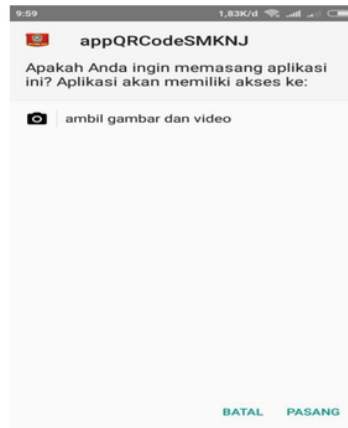 9:59 1,83K/d
appQRCodeSMKNJ
Apakah Anda ingin memasang aplikasi
ini? Aplikasi akan memiliki akses ke:
ambil gambar dan video
BATAL PASANG